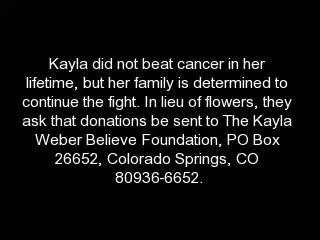 Kayla did not beat cancer in her
lifetime, but her family is determined to
continue the fight. In lieu of flowers, they
ask that donations be sent to The Kayla
Weber Believe Foundation, PO Box
26652, Colorado Springs, CO
80936-6652.